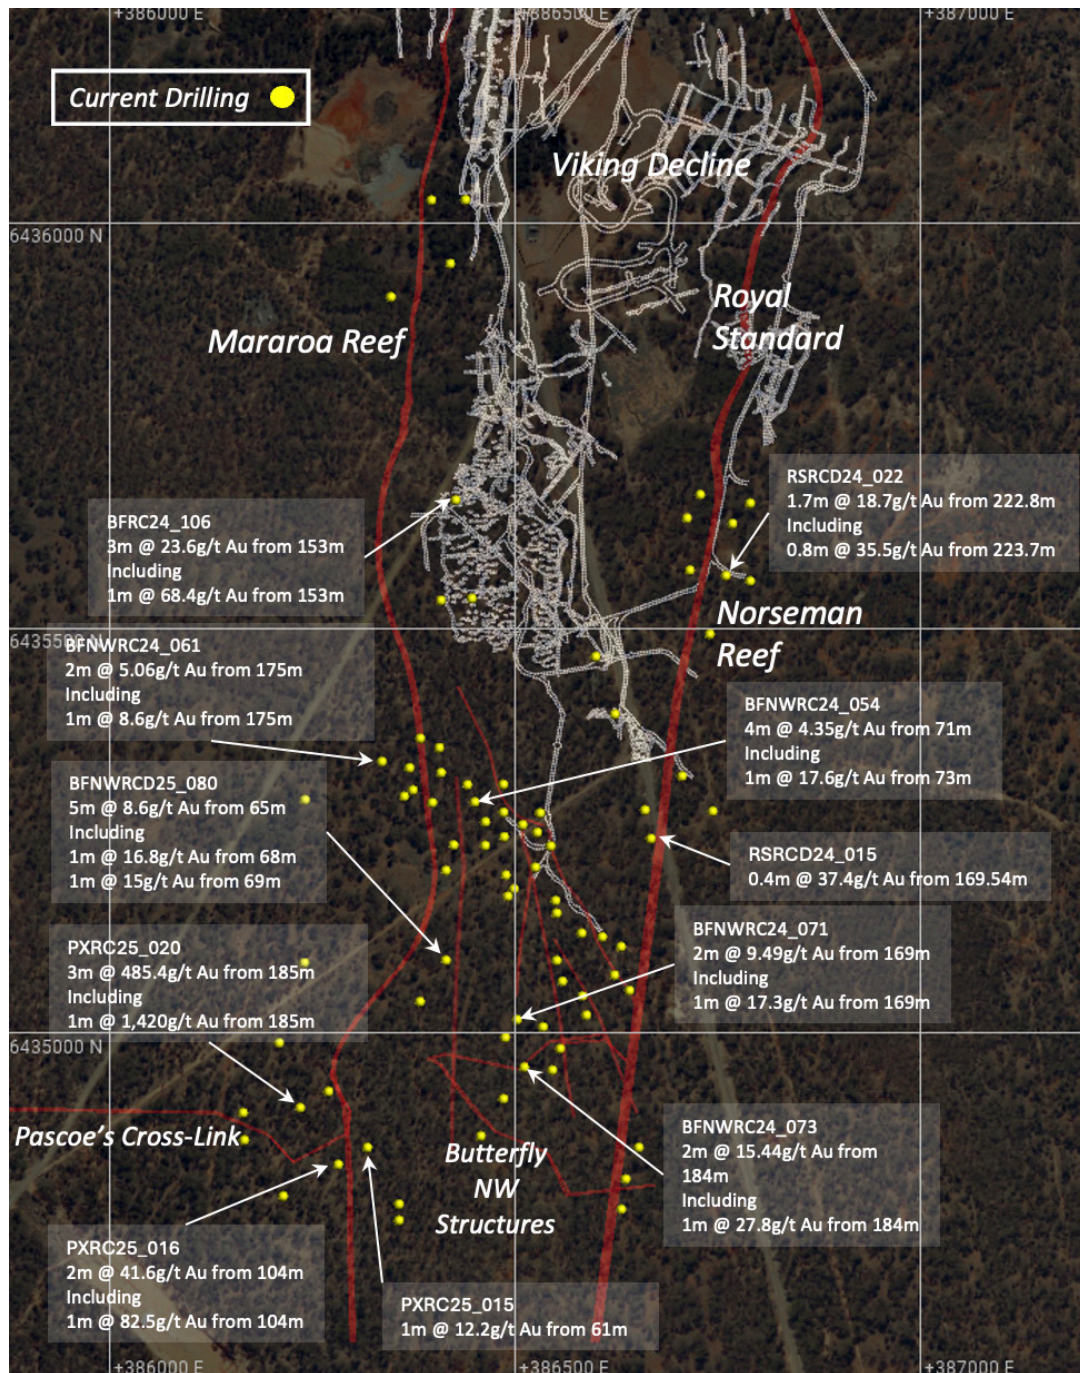 +386000 E
+386500 E
+387000 E
Current Drilling
Viking Decline
6436000 N
Royal
Standard
Mararoa Reef
RSRCD24_022
1.7m @ 18.7g/t Au from 222.8m
Including
0.8m @ 35.5g/t Au from 223.7m
BFRC24_106
3m @ 23.6g/t Au from 153m
Including
1m @ 68.4g/t Au from 153m
Norseman
Reef
6435500 N
BFNWRC24_061
2m @ 5.06g/t Au from 175m
Including
1m @ 8.6g/t Au from 175m
BFNWRC24_054
4m @ 4.35g/t Au from 71m
Including
1m @ 17.6g/t Au from 73m
BFNWRCD25_080
5m @ 8.6g/t Au from 65m
Including
1m @ 16.8g/t Au from 68m
1m @ 15g/t Au from 69m
RSRCD24_015
0.4m @ 37.4g/t Au from 169.54m
BFNWRC24_071
2m @ 9.49g/t Au from 169m
Including
1m @ 17.3g/t Au from 169m
PXRC25_020
3m @ 485.4g/t Au from 185m
Including
1m @ 1,420g/t Au from 185m
6435000 N
Pascoe's Cross-Link
Butterfly
NW
Structures
BFNWRC24_073
2m @ 15.44g/t Au from
184m
Including
1m @ 27.8g/t Au from 184m
PXRC25_016
2m @ 41.6g/t Au from 104m
Including
1m @ 82.5g/t Au from 104m
PXRC25_015
1m @ 12.2g/t Au from 61m
+386000 E
+386500 E
+387000 E